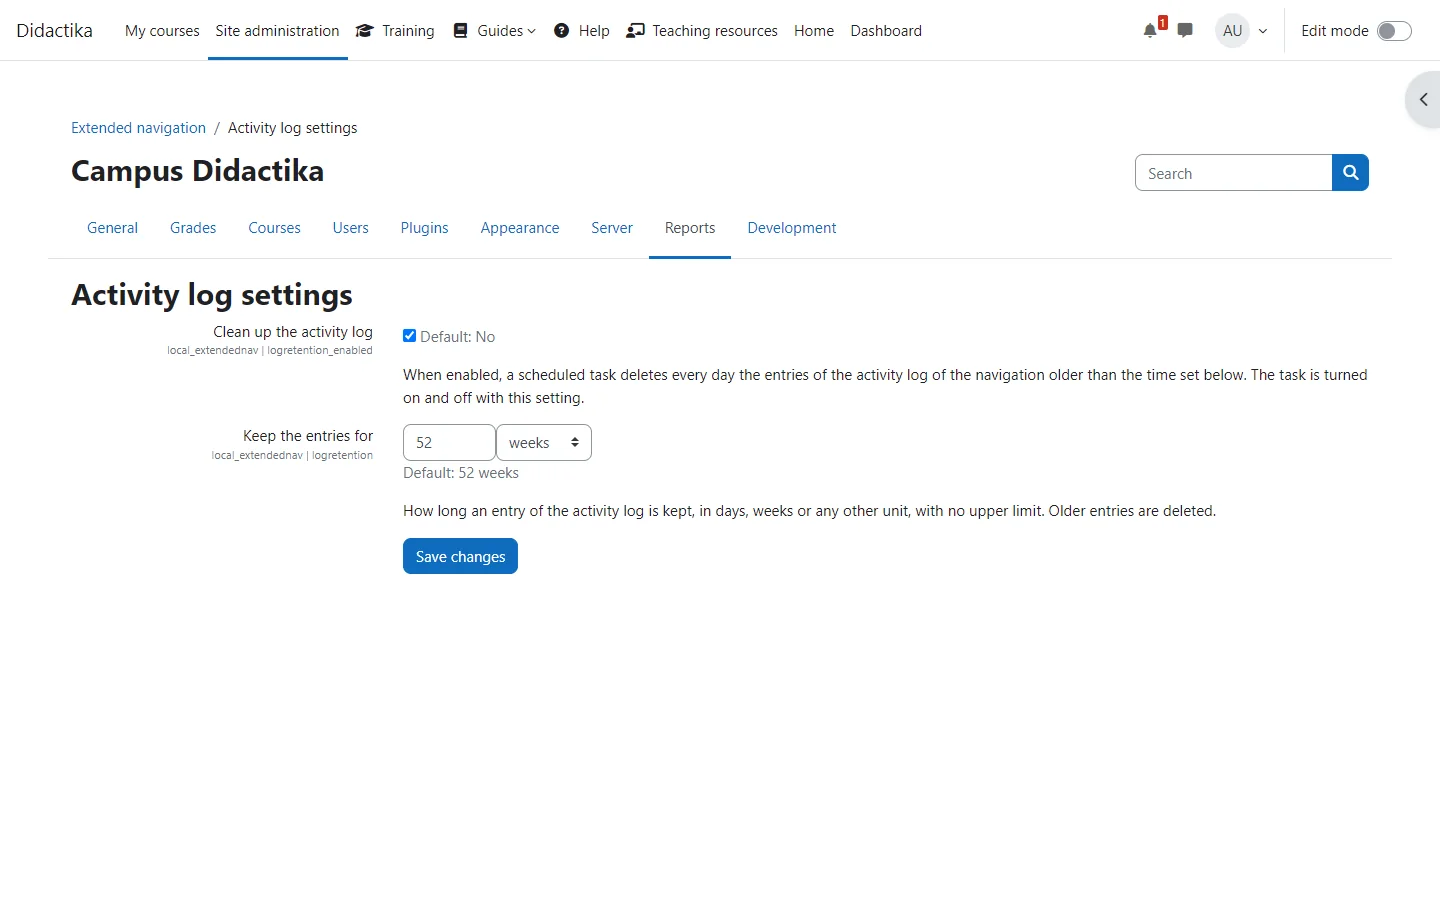 Didactika
My courses
Site administration
Training
Guides
Help
Teaching resources
Home
Dashboard
1
AU
Edit mode
Extended navigation / Activity log settings
Campus Didactika
Search
General
Grades
Courses
Users
Plugins
Appearance
Server
Reports
Development
Activity log settings
Clean up the activity log
local_extendednav | logretention_enabled
Default: No
When enabled, a scheduled task deletes every day the entries of the activity log of the navigation older than the time set below. The task is turned
on and off with this setting.
Keep the entries for
local_extendednav | logretention
52
weeks
Default: 52 weeks
How long an entry of the activity log is kept, in days, weeks or any other unit, with no upper limit. Older entries are deleted.
Save changes